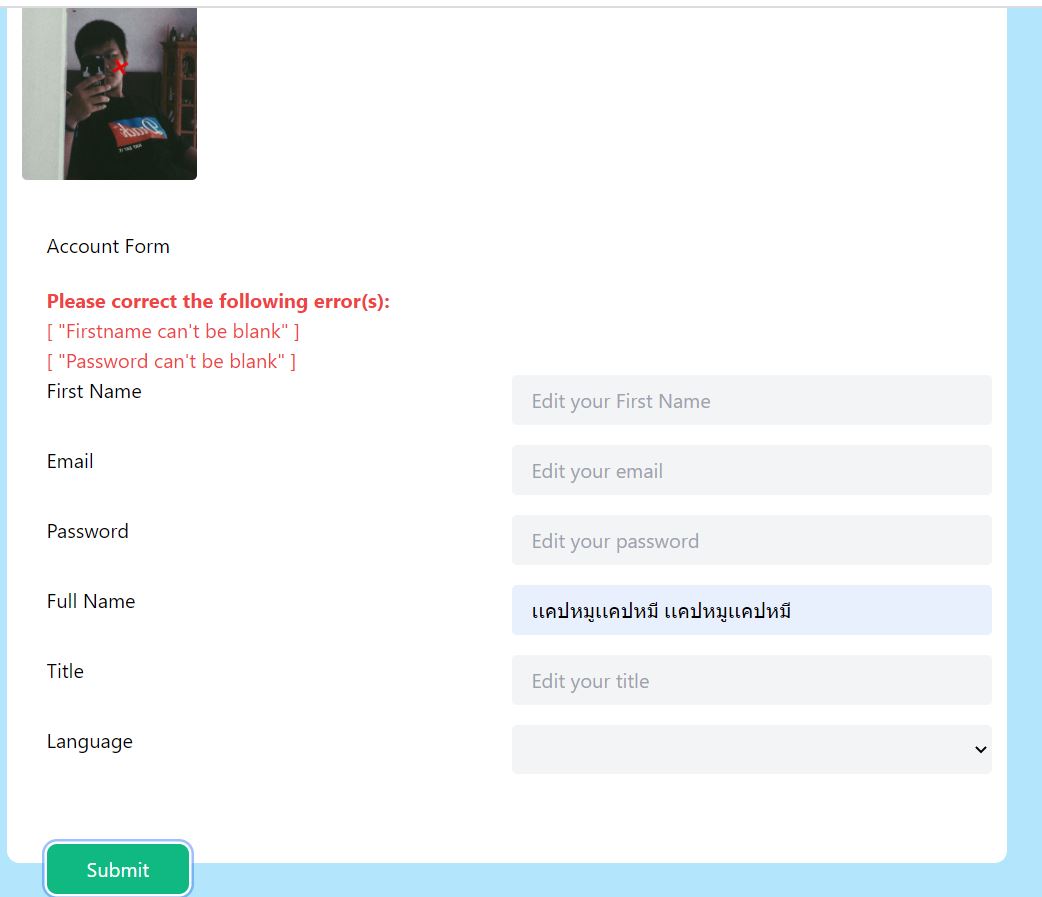 Account Form
Please correct the following error(s):
[ "Firstname can't be blank" ]
[ "Password can't be blank" ]
First Name
Edit your First Name
Email
Edit your email
Password
Edit your password
Full Name
แคปหมูแคปหมี แคปหมูแคปหมี
Title
Edit your title
Language
Submit